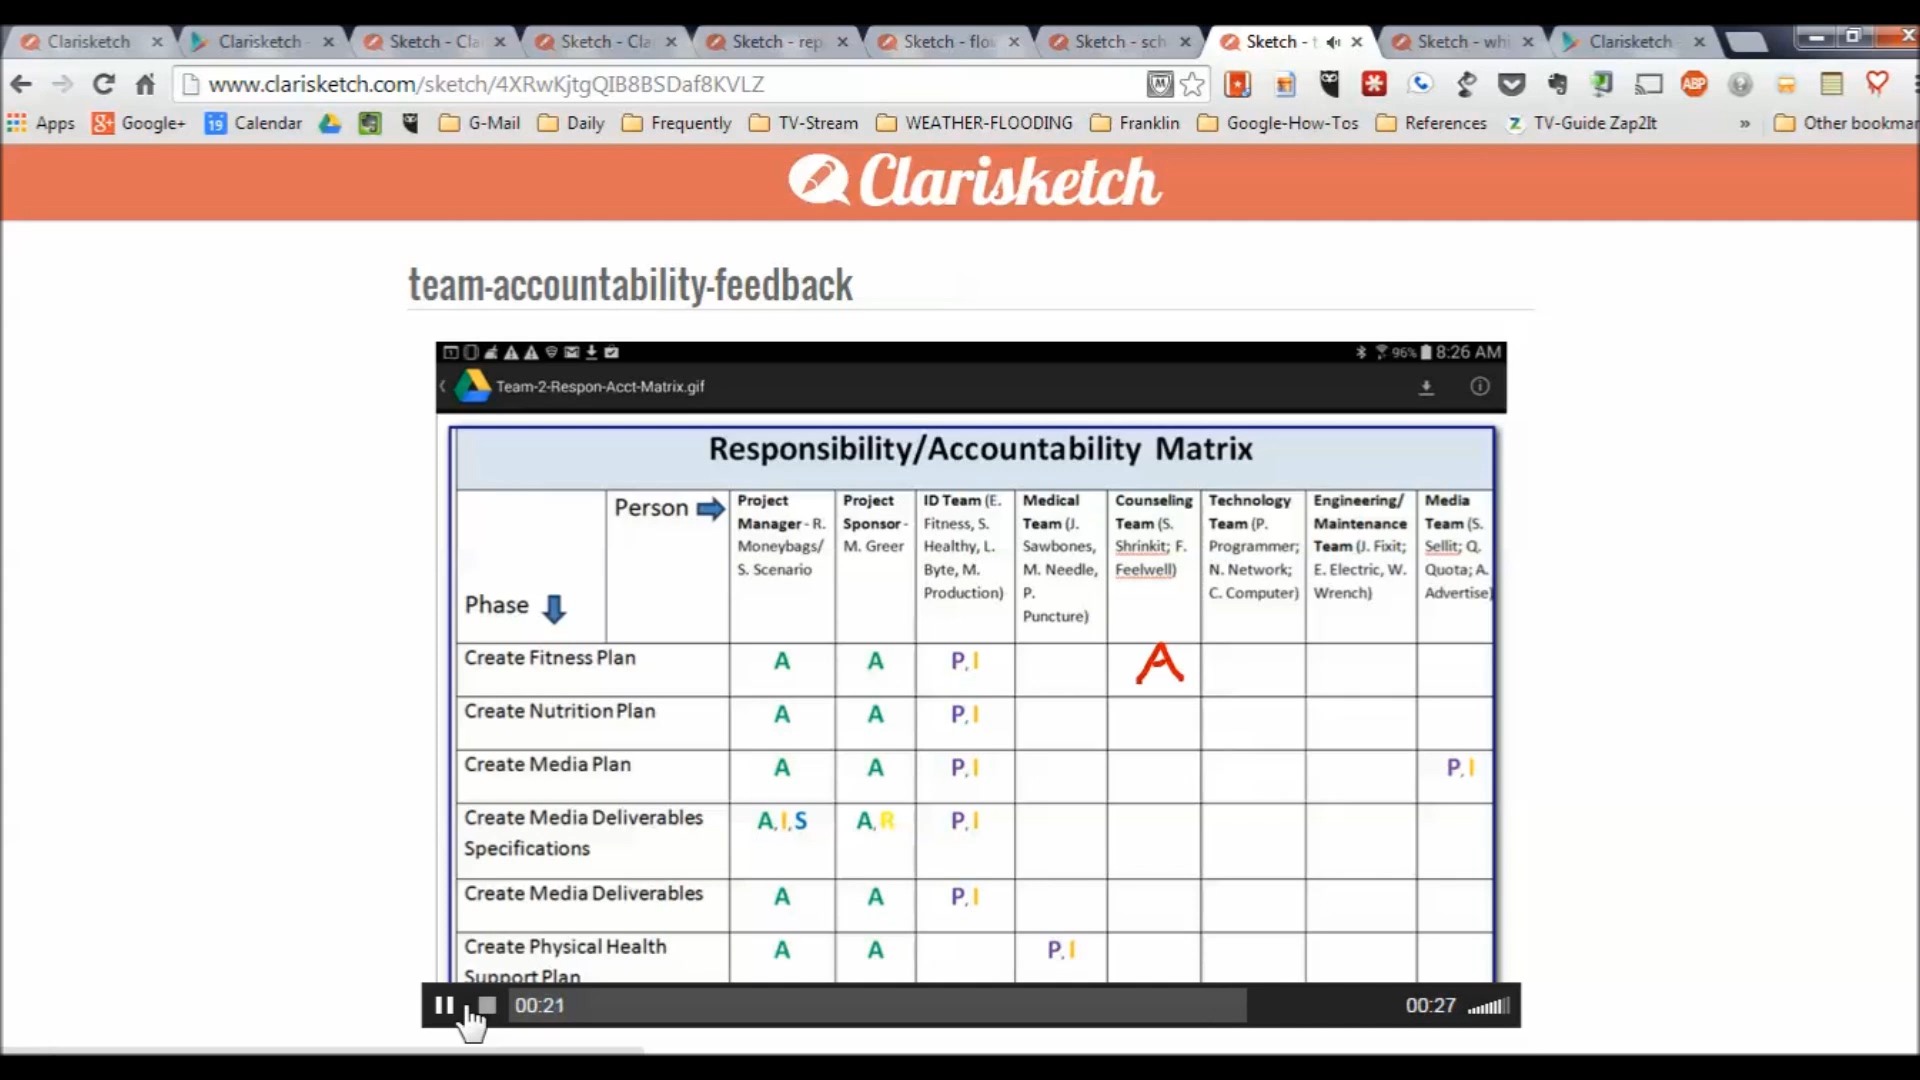 Clarisketch
Clarisketch
Sketch - Cla
Sketch - Cla
Sketch - rep
Sketch - flo
Sketch - sch
Sketch - t
Sketch - whi
Clarisketch
www.clarisketch.com/sketch/4XRwKjtgQIB8BSDaf8KVLZ
ABP
Apps
Google+
19 Calendar
G-Mail
Daily
Frequently
TV-Stream
WEATHER-FLOODING
Franklin
Google-How-Tos
References
Z TV-Guide Zap2It
»
Other bookmar
Clarisketch
team-accountability-feedback
96% 8:26 AM
Team-2-Respon-Acct-Matrix.gif
Responsibility/Accountability Matrix
Person
Phase
Project
Manager - R.
Moneybags/
S. Scenario
Project
Sponsor -
M. Greer
ID Team (E.
Fitness, S.
Healthy, L.
Byte, M.
Production)
Medical
Team (J.
Sawbones,
M. Needle,
P.
Puncture)
Counseling
Team (S.
Shrinkit; F.
Feelwell)
Technology
Team (P.
Programmer;
N. Network;
C. Computer)
Engineering/
Maintenance
Team (J. Fixit;
E. Electric, W.
Wrench)
Media
Team (S.
Sellit; Q.
Quota; A.
Advertise)
Create Fitness Plan A A P, I A
Create Nutrition Plan A A P, I
Create Media Plan A A P, I P, I
Create Media Deliverables A, I, S A, R P, I
Specifications
Create Media Deliverables A A P, I
Create Physical Health A A P, I
Support Plan
00:21 00:27